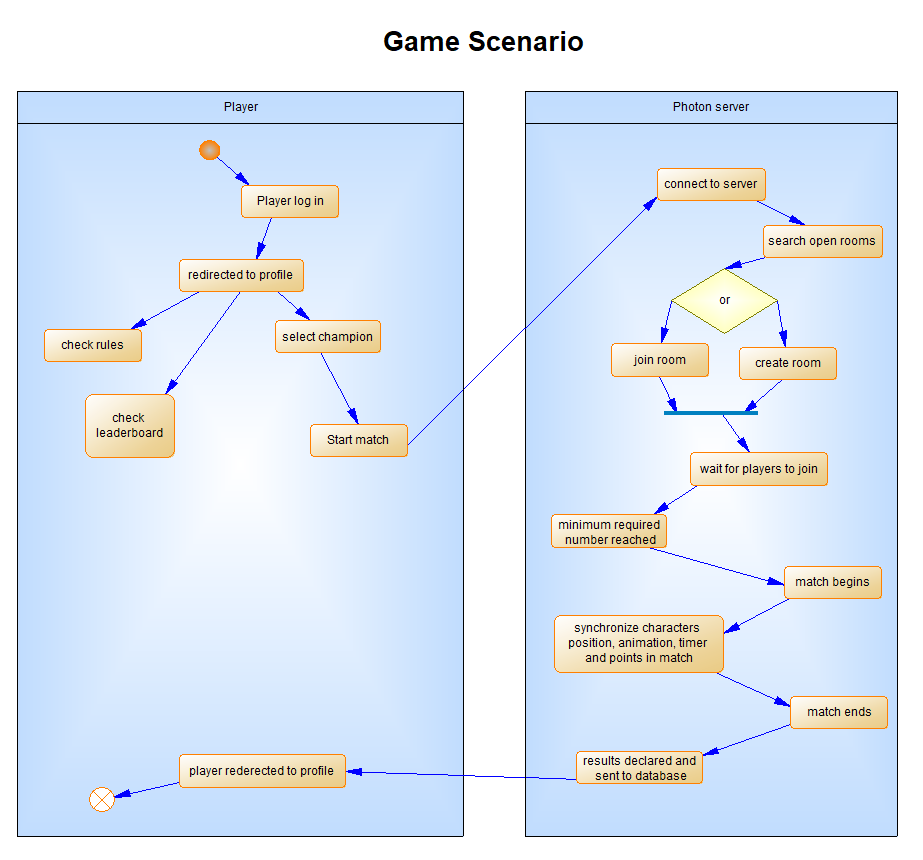 Game Scenario
Player
Player log in
redirected to profile
check rules
select champion
check
leaderboard
Start match
player rederected to profile
Photon server
connect to server
search open rooms
or
join room
create room
wait for players to join
minimum required
number reached
match begins
synchronize characters
position, animation, timer
and points in match
match ends
results declared and
sent to database